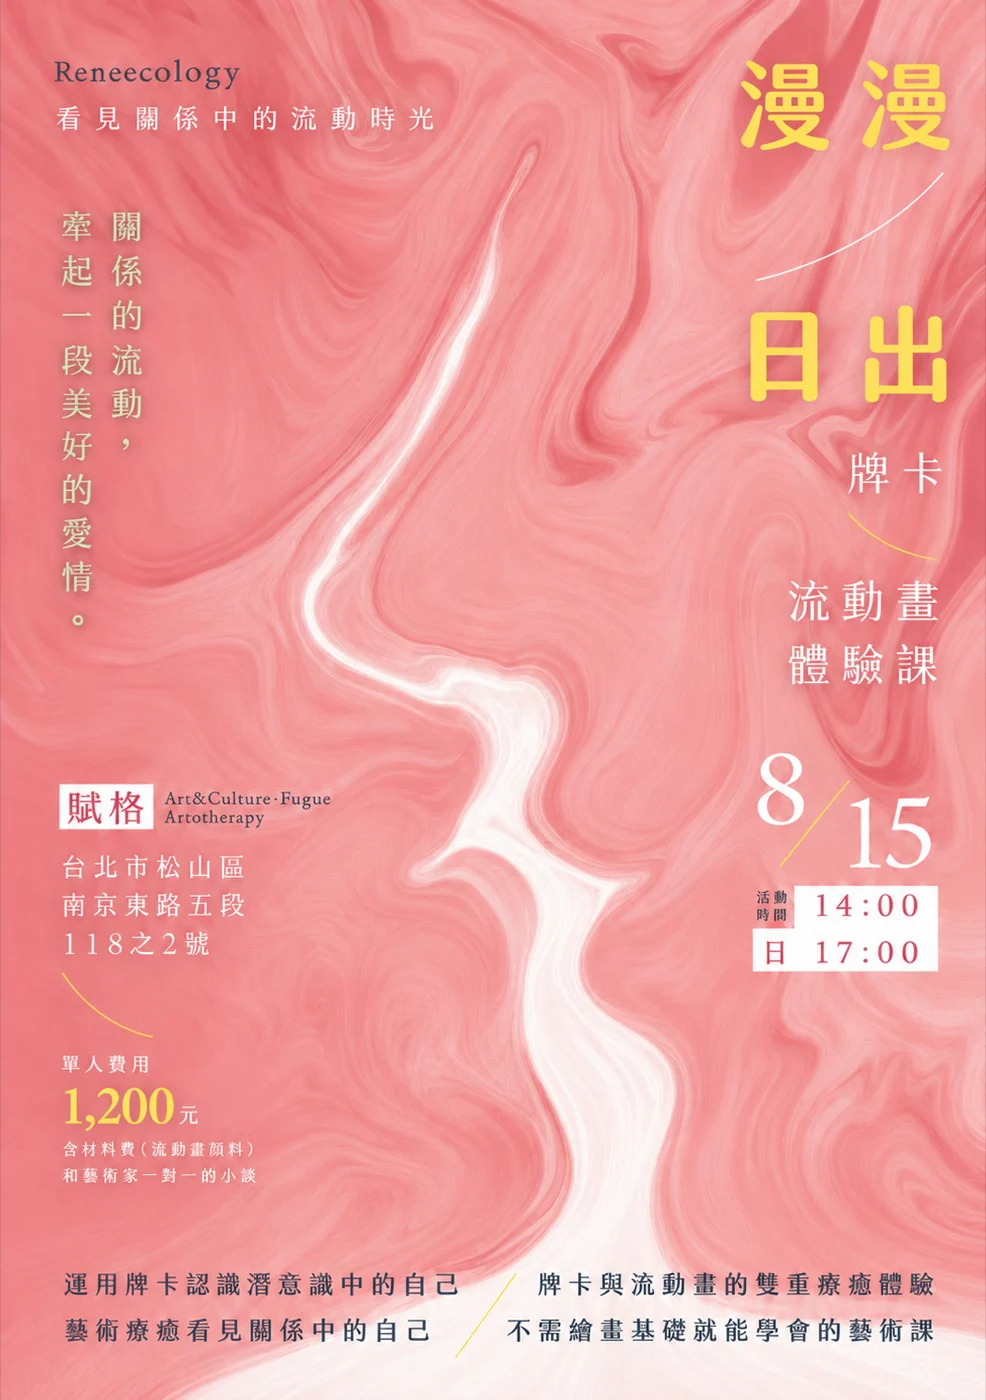 Reneecology
看見關係中的流動時光
漫漫
日出
牌卡
流動畫
體驗課
關係的流動，
牽起一段美好的愛情。
8/15
活動時間
14:00
日 17:00
賦格
Art&Culture·Fugue
Artotherapy
台北市松山區
南京東路五段
118之2號
單人費用
1,200元
含材料費(流動畫顏料)
和藝術家一對一的小談
運用牌卡認識潛意識中的自己
藝術療癒看見關係中的自己
牌卡與流動畫的雙重療癒體驗
不需繪畫基礎就能學會的藝術課